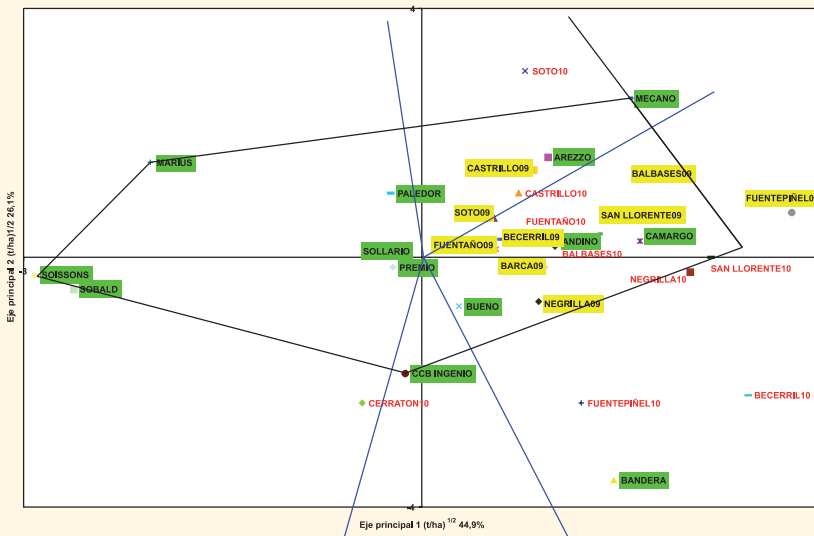 4
SOTO10
MECANO
MARIUS
AREZZO
CASTRILLO09
BALBASES09
PALEDOR
CASTRILLO10
FUENTEPIÑEL0
SOTO09
FUENTAÑO10
SAN LLORENTE09
FUENTAÑO09
BECERRIL09
ANDINO
CAMARGO
SOLLARIO
BALBASES10
-3
SOISSONS
PREMIO
BARCA09
SAN LLORENTE10
NEGRILLA10
SOBALD
BUENO
NEGRILLA09
CCB INGENIO
CERRATON10
FUENTEPIÑEL10
BECERRIL10
BANDERA
-4
Eje principal 2 (t/ha)1/2 26,1%
Eje principal 1 (t/ha) 1/2 44,9%